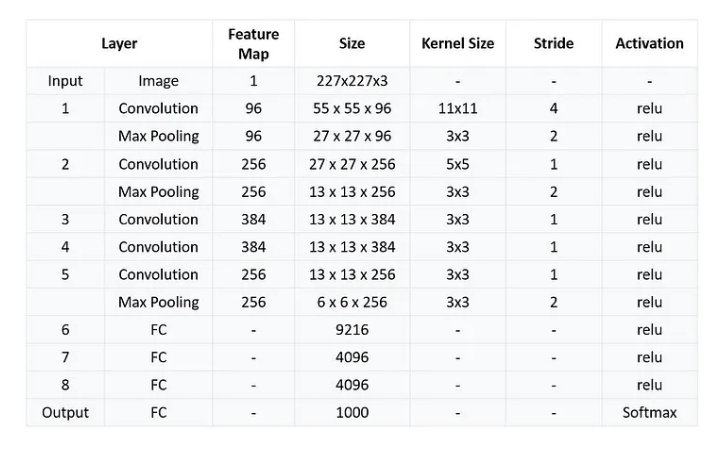 Layer Feature Map Size Kernel Size Stride Activation
Input Image 1 227x227x3 - - -
1 Convolution 96 55 x 55 x 96 11x11 4 relu
Max Pooling 96 27 x 27 x 96 3x3 2 relu
2 Convolution 256 27 x 27 x 256 5x5 1 relu
Max Pooling 256 13 x 13 x 256 3x3 2 relu
3 Convolution 384 13 x 13 x 384 3x3 1 relu
4 Convolution 384 13 x 13 x 384 3x3 1 relu
5 Convolution 256 13 x 13 x 256 3x3 1 relu
Max Pooling 256 6 x 6 x 256 3x3 2 relu
6 FC - 9216 - - relu
7 FC - 4096 - - relu
8 FC - 4096 - - relu
Output FC - 1000 - - Softmax